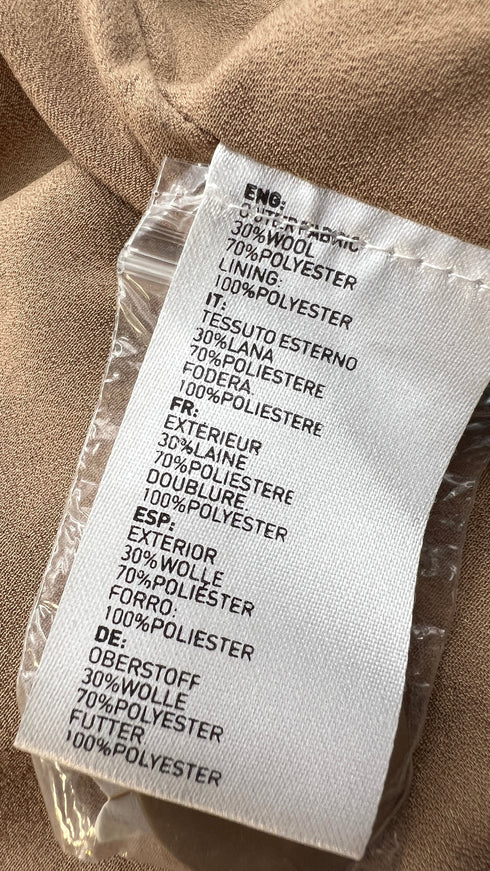 ENG:
OUTER FABRIC
30%WOOL
70%POLYESTER
LINING:
100%POLYESTER
IT:
TESSUTO ESTERNO
30%LANA
70%POLIESTERE
FODERA.
100%POLIESTERE
FR:
EXTÉRIEUR
30%LAINE
70%POLIESTERE
DOUBLURE.
100%POLYESTER
ESP:
EXTERIOR
30%WOLLE
70%POLIÉSTER
FORRO:
100%POLIESTER
DE:
OBERSTOFF
30%WOLLE
70%POLYESTER
FUTTER
100%POLYESTER